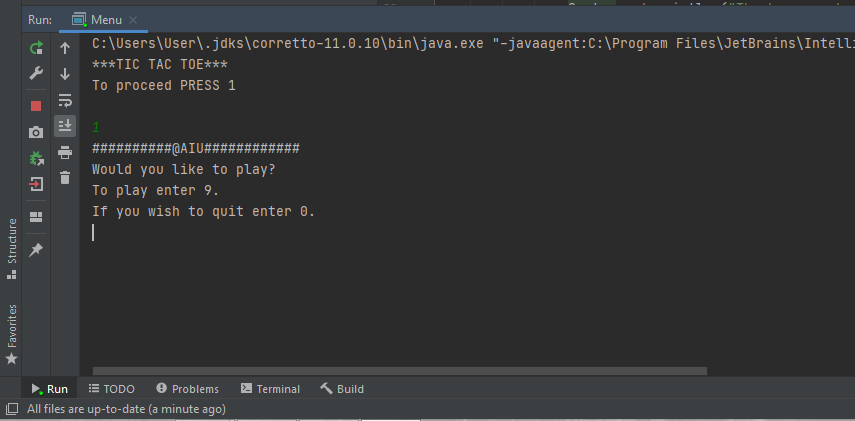 Run: Menu
C:\Users\User\.jdks\corretto-11.0.10\bin\java.exe "-javaagent:C:\Program Files\JetBrains\Intelli
***TIC TAC TOE***
To proceed PRESS 1
1
##########@AIU############
Would you like to play?
To play enter 9.
If you wish to quit enter 0.
Structure
Favorites
Run TODO Problems Terminal Build
All files are up-to-date (a minute ago)